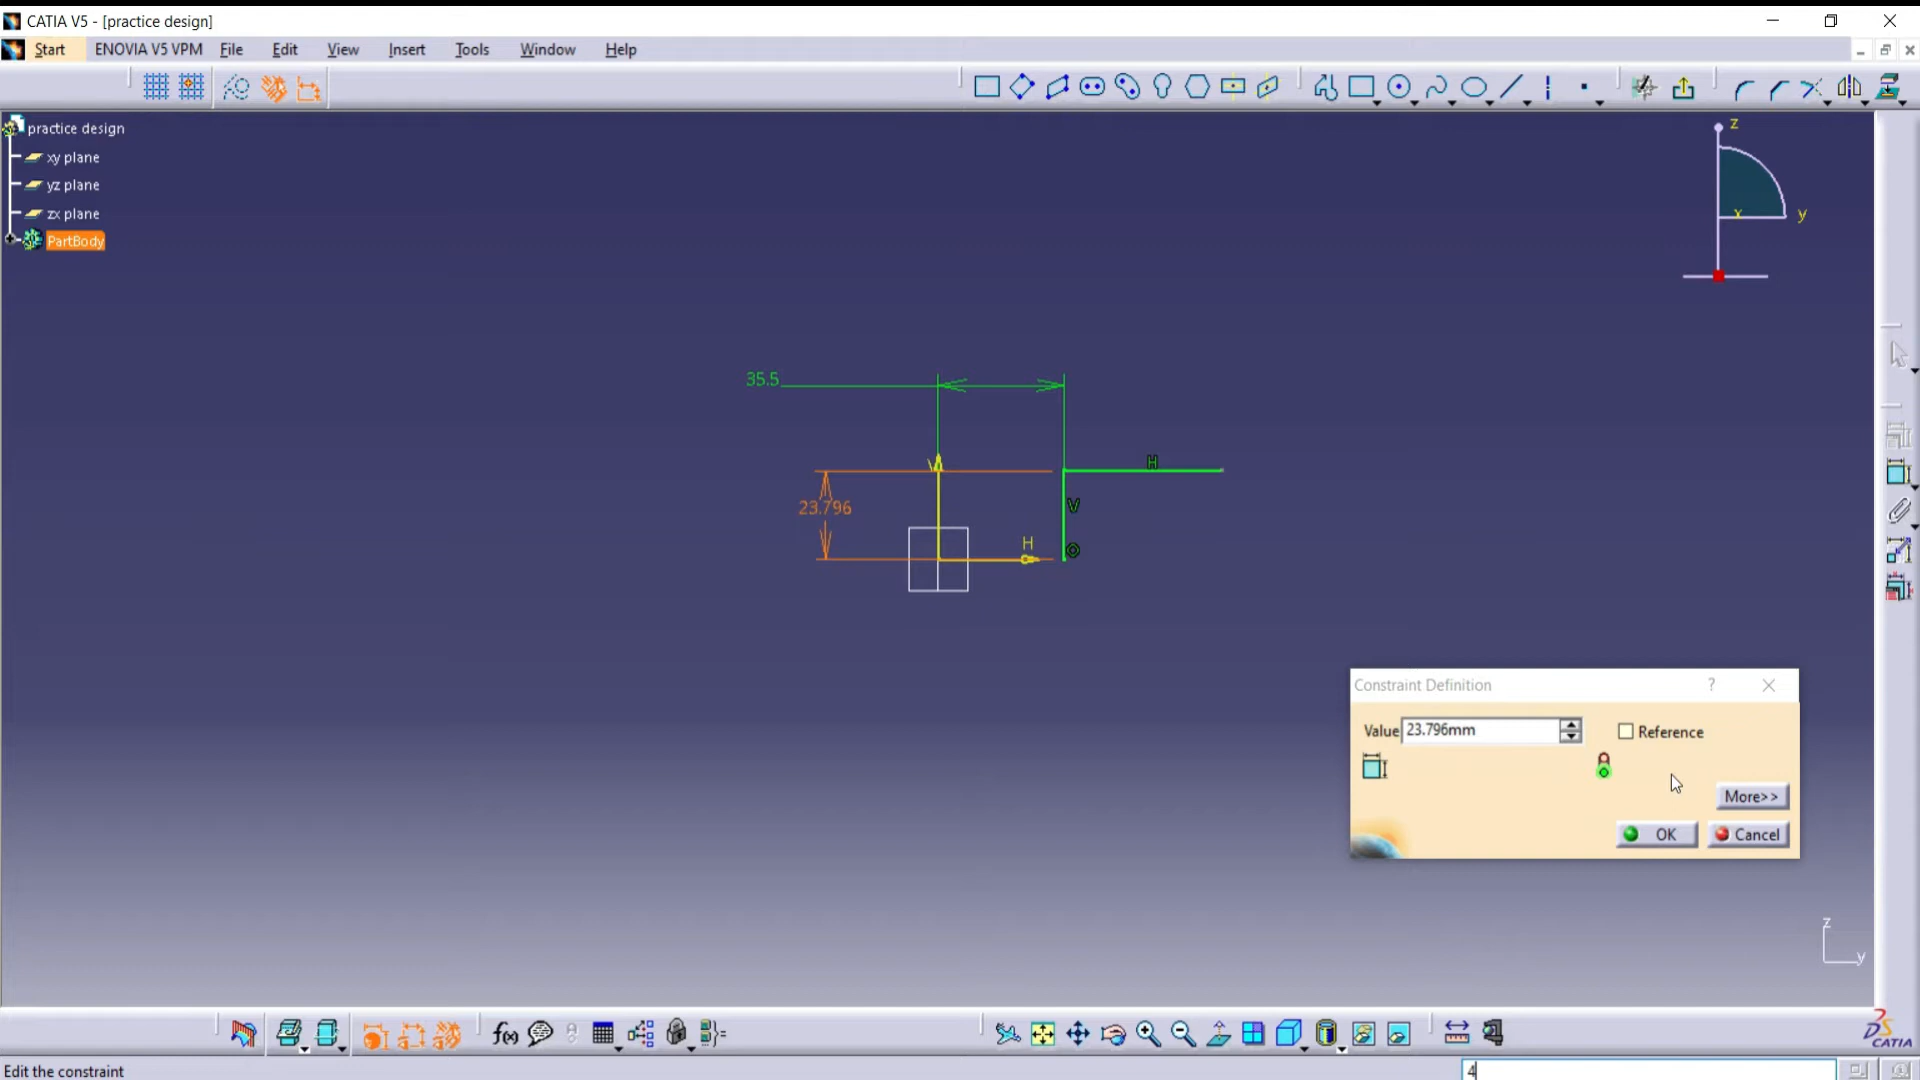 CATIA V5 - [practice design]
Start ENOVIA V5 VPM File Edit View Insert Tools Window Help
practice design
xy plane
yz plane
zx plane
PartBody
z
x
y
35.5
23.796
V
H
H
V
Constraint Definition ?
Value 23.796mm
Reference
More>>
OK Cancel
z
y
f(x)
DS
CATIA
Edit the constraint
4